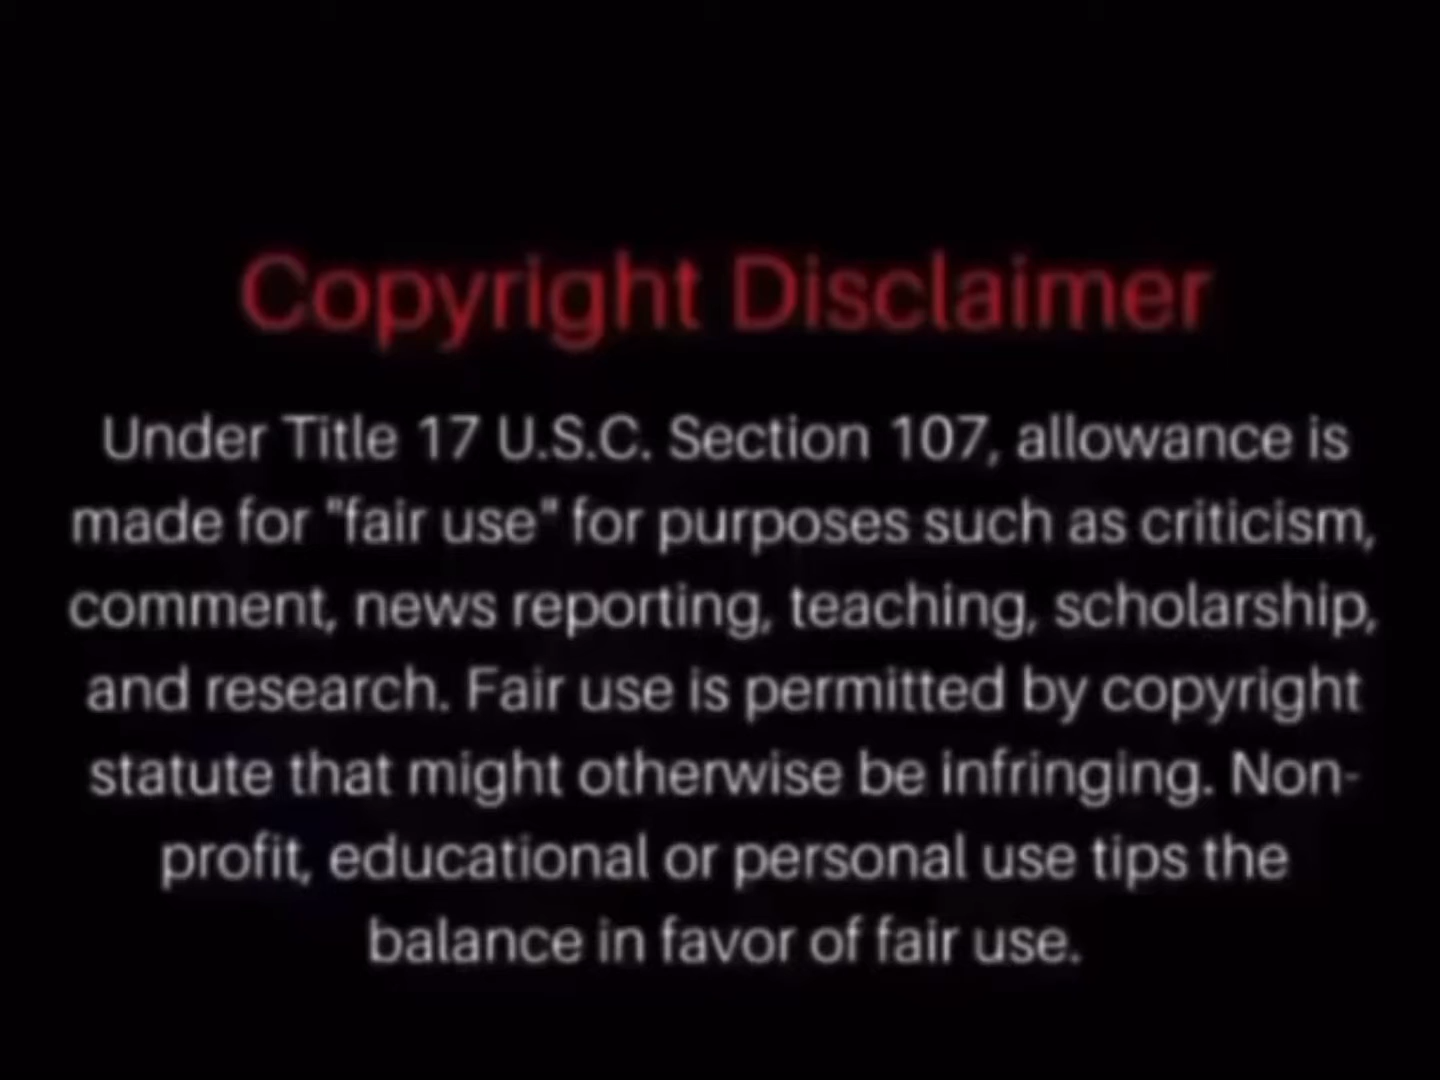 Copyright Disclaimer
Under Title 17 U.S.C. Section 107, allowance is
made for "fair use" for purposes such as criticism,
comment, news reporting, teaching, scholarship,
and research. Fair use is permitted by copyright
statute that might otherwise be infringing. Non-
profit, educational or personal use tips the
balance in favor of fair use.